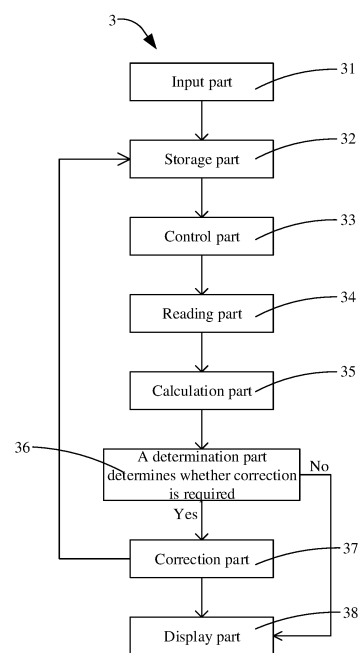 3
31
Input part
32
Storage part
33
Control part
34
Reading part
35
Calculation part
36
A determination part
determines whether correction
is required
No
Yes
37
Correction part
38
Display part